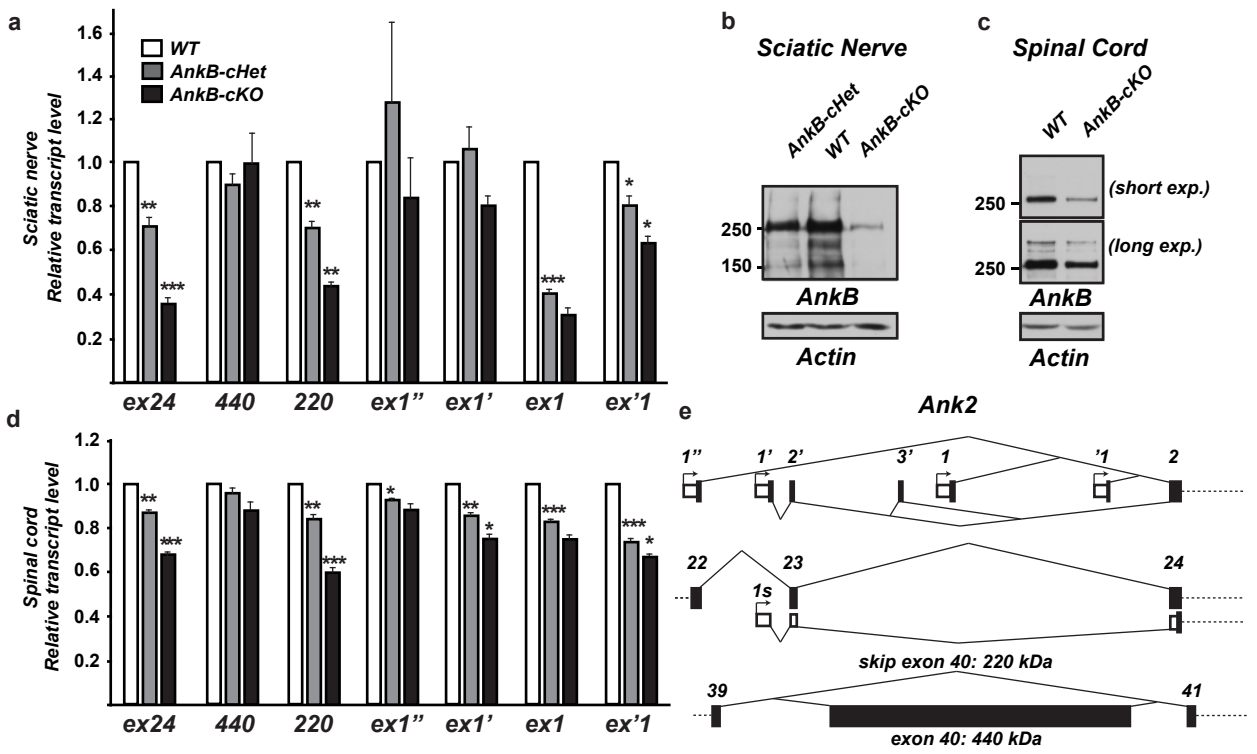 a
1.6
1.4
1.2
1.0
0.8
0.6
0.4
0.2
Sciatic nerve
Relative transcript level
WT
AnkB-cHet
AnkB-cKO
** *** ** ** *** * *
ex24 440 220 ex1” ex1’ ex1 ex’1
b
Sciatic Nerve
AnkB-cHet
WT
AnkB-cKO
250
150
AnkB
Actin
c
Spinal Cord
WT
AnkB-cKO
250
(short exp.)
250
(long exp.)
AnkB
Actin
d
1.2
1.0
0.8
0.6
0.4
0.2
Spinal cord
Relative transcript level
** *** ** *** * ** * *** *** *
ex24 440 220 ex1” ex1’ ex1 ex’1
e
Ank2
1” 1’ 2’ 3’ 1 ’1 2
22 23 24
1s
skip exon 40: 220 kDa
39 41
exon 40: 440 kDa